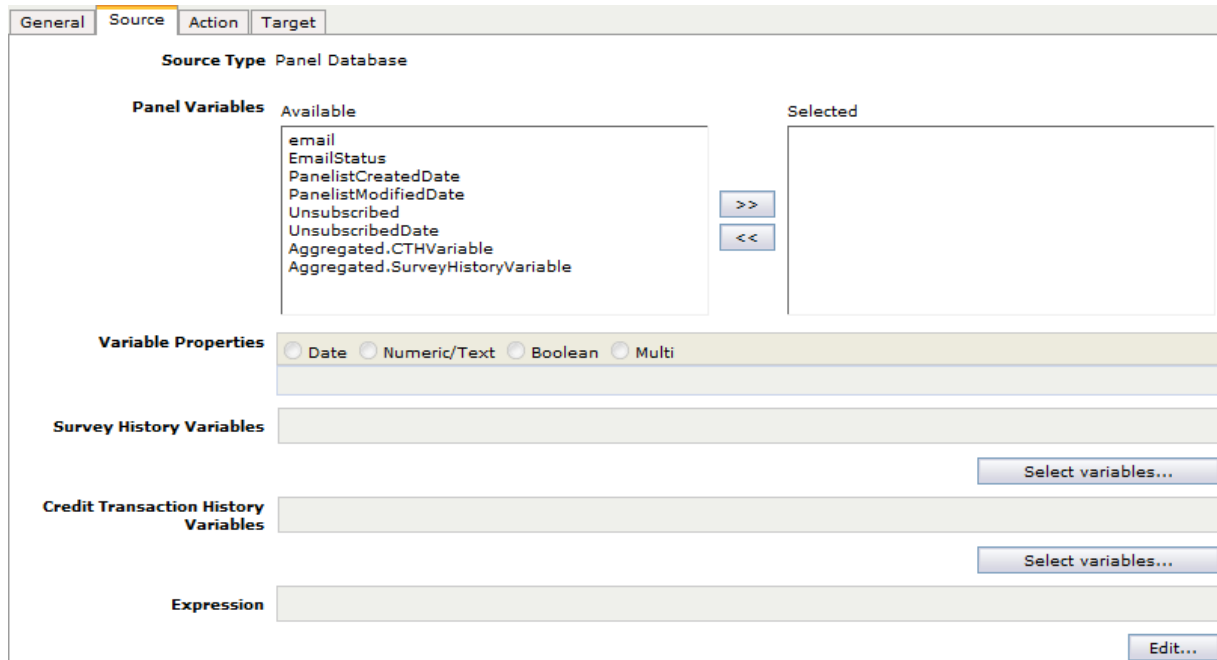 General Source Action Target
Source Type Panel Database
Panel Variables Available Selected
email
EmailStatus
PanelistCreatedDate
PanelistModifiedDate
Unsubscribed
UnsubscribedDate
Aggregated.CTHVariable
Aggregated.SurveyHistoryVariable
>>
<<
Variable Properties Date Numeric/Text Boolean Multi
Survey History Variables
Select variables...
Credit Transaction History
Variables
Select variables...
Expression
Edit...